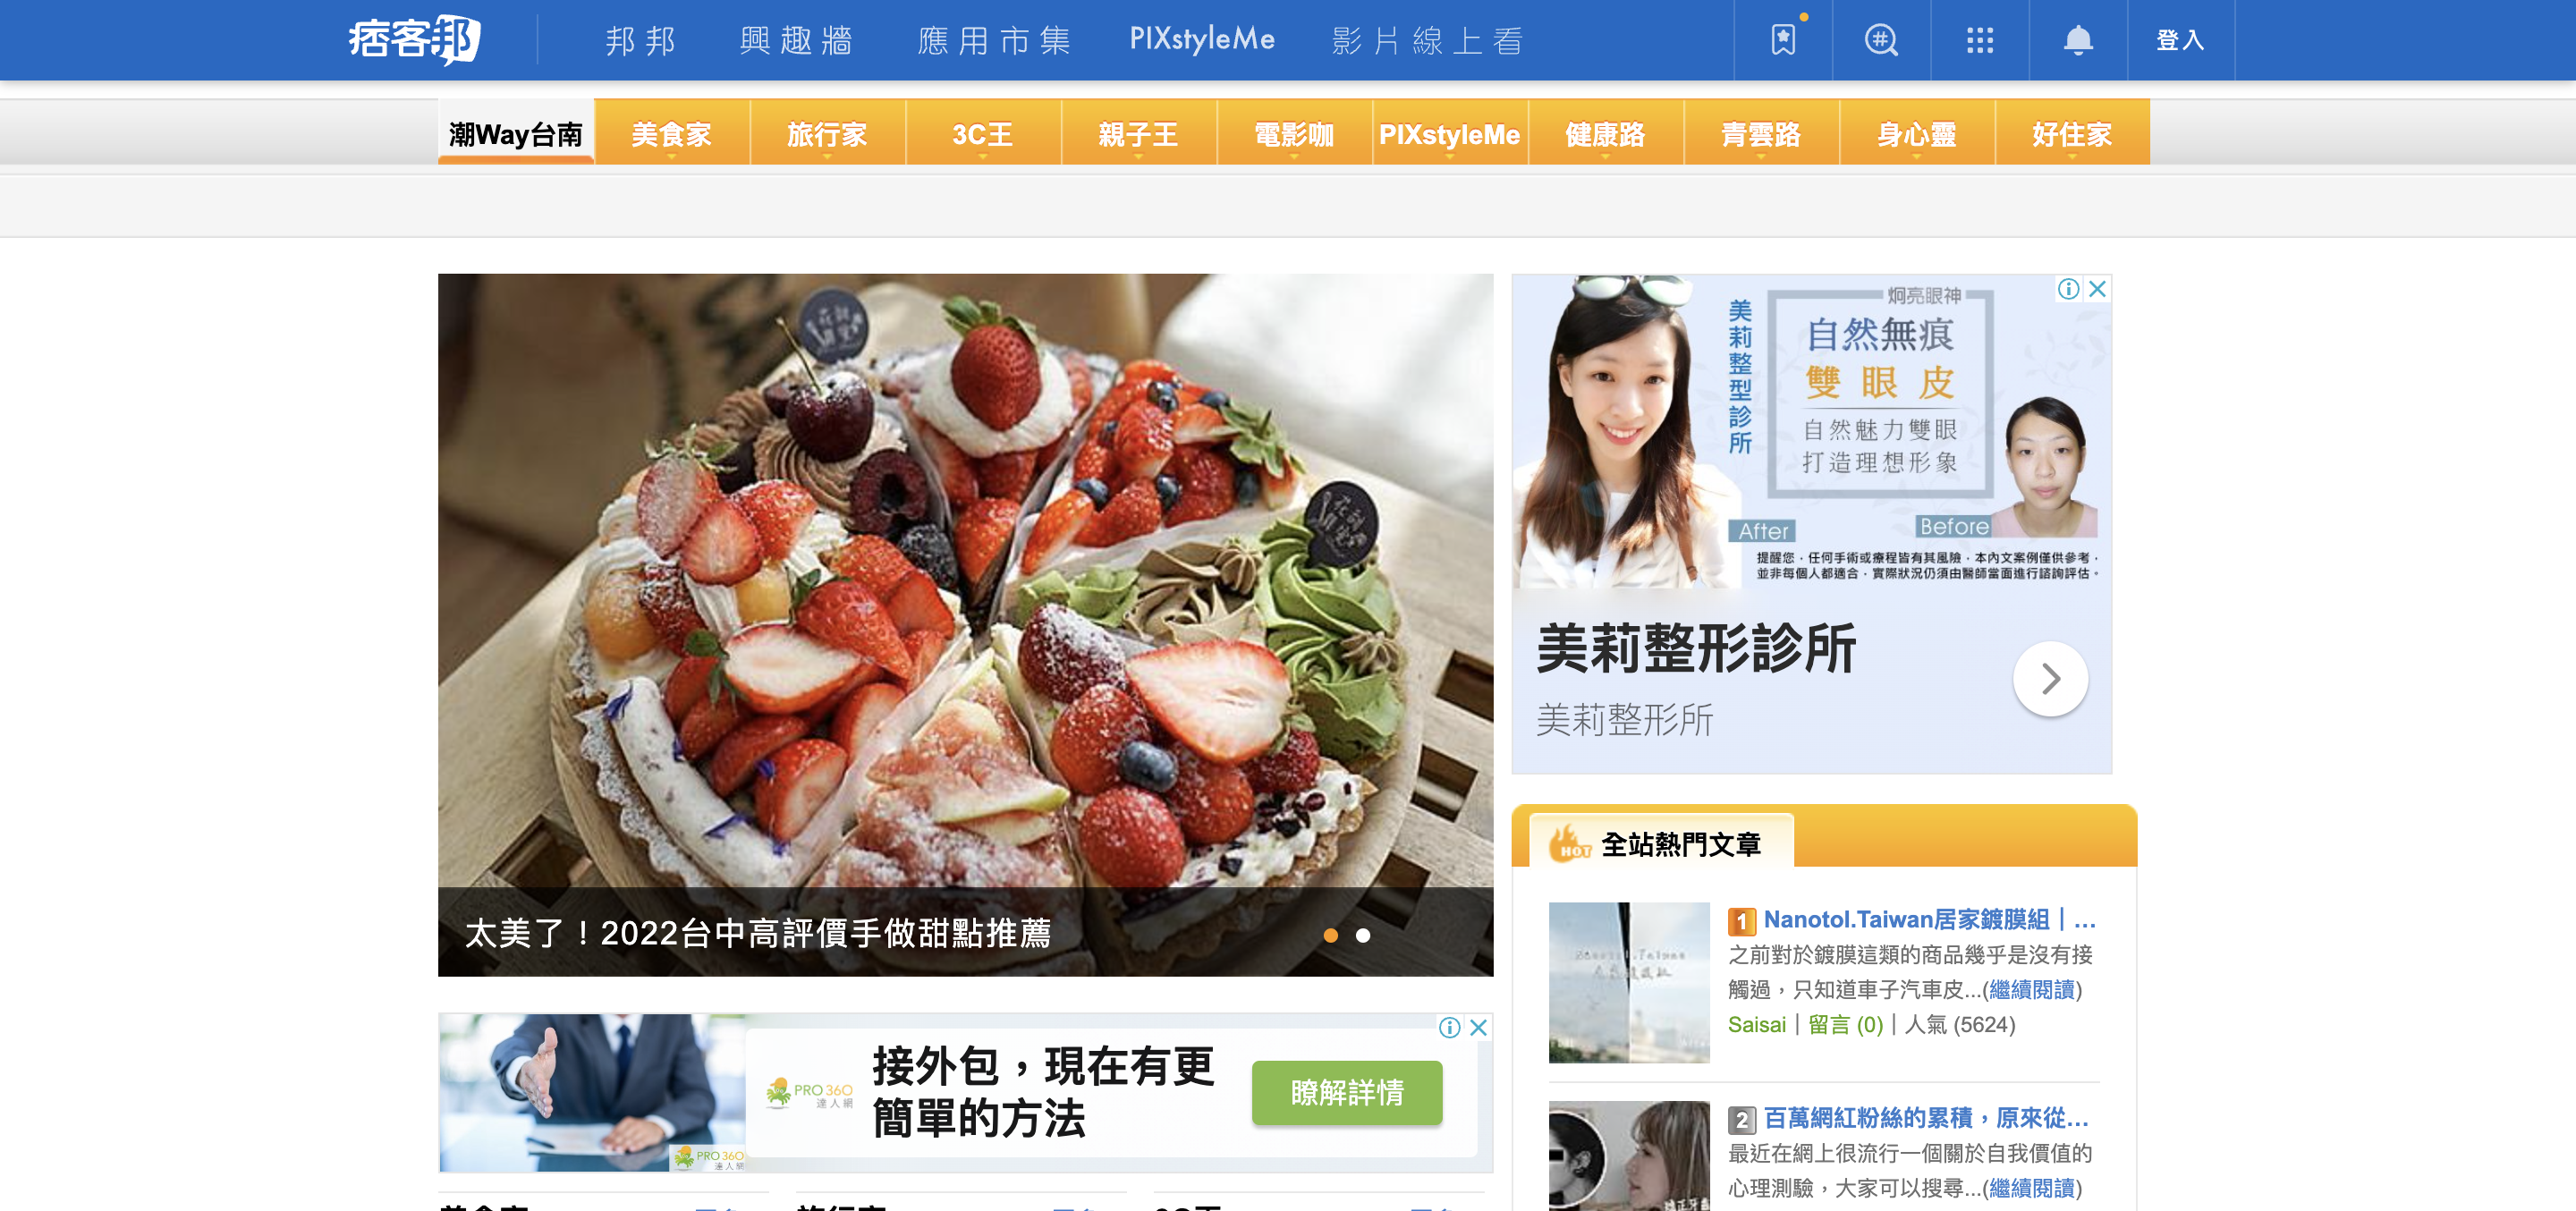 痞客邦
邦邦
興趣牆
應用市集
PIXstyleMe
影片線上看
登入
潮Way台南
美食家
旅行家
3C王
親子王
電影咖
PIXstyleMe
健康路
青雲路
身心靈
好住家
太美了！2022台中高評價手做甜點推薦
美莉整型診所
炯亮眼神
自然無痕
雙眼皮
自然魅力雙眼
打造理想形象
After
Before
提醒您，任何手術或療程皆有其風險，本內文案例僅供參考，
並非每個人都適合，實際狀況仍須由醫師當面進行諮詢評估。
美莉整形診所
美莉整形所
HOT 全站熱門文章
1 Nanotol.Taiwan居家鍍膜組｜...
之前對於鍍膜這類的商品幾乎是沒有接
觸過，只知道車子汽車皮...(繼續閱讀)
Saisai｜留言 (0)｜人氣 (5624)
2 百萬網紅粉絲的累積，原來從...
最近在網上很流行一個關於自我價值的
心理測驗，大家可以搜尋...(繼續閱讀)
PRO360
達人網
接外包，現在有更
簡單的方法
瞭解詳情
PRO360
達人網
美食家
旅行家
3C王